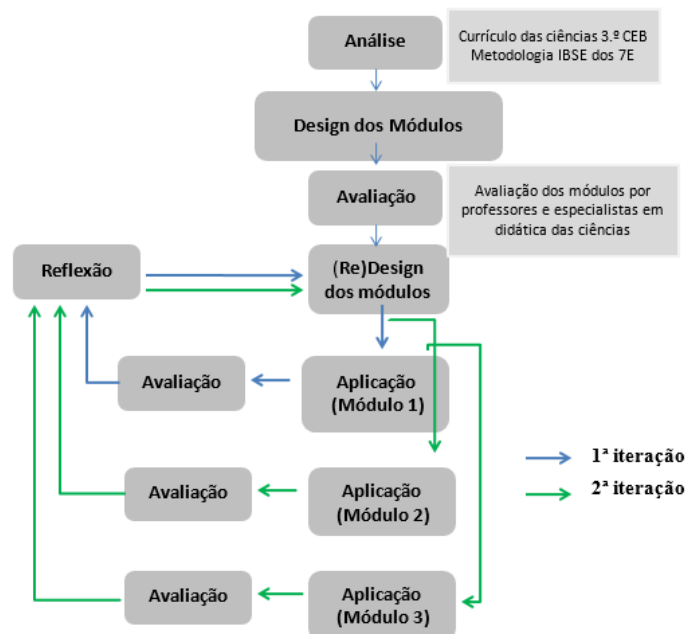 Análise
Currículo das ciências 3.º CEB
Metodologia IBSE dos 7E
Design dos Módulos
Avaliação
Avaliação dos módulos por
professores e especialistas em
didática das ciências
Reflexão
(Re)Design
dos módulos
Avaliação
Aplicação
(Módulo 1)
1ª iteração
2ª iteração
Avaliação
Aplicação
(Módulo 2)
Avaliação
Aplicação
(Módulo 3)